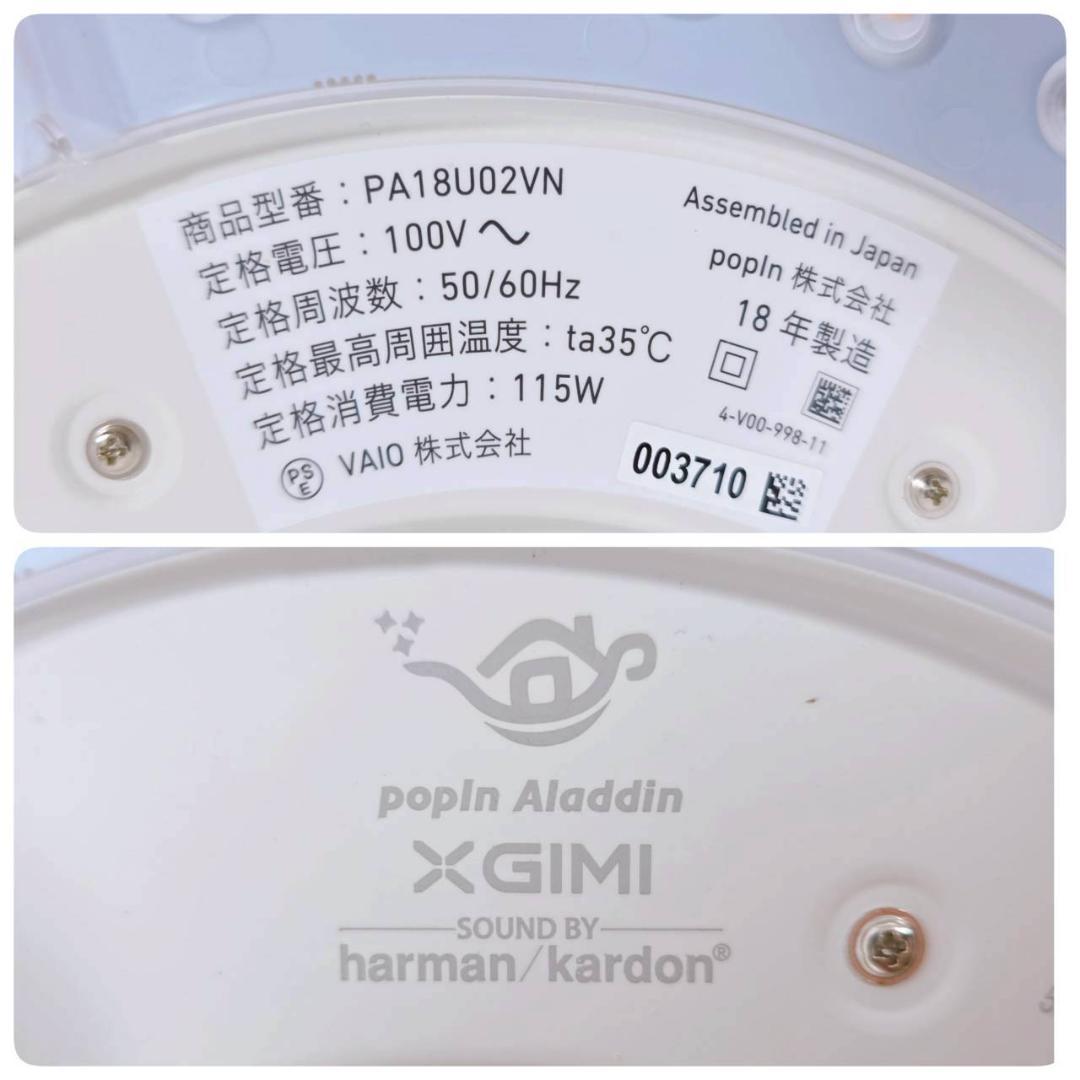 商品型番：PA18U02VN
定格電圧：100V～
定格周波数：50/60Hz
定格最高周囲温度：ta35℃
定格消費電力：115W
PSE VAIO 株式会社
Assembled in Japan
popIn 株式会社
18 年製造
4-V00-998-11
003710
popIn Aladdin
XGIMI
SOUND BY
harman/kardon®